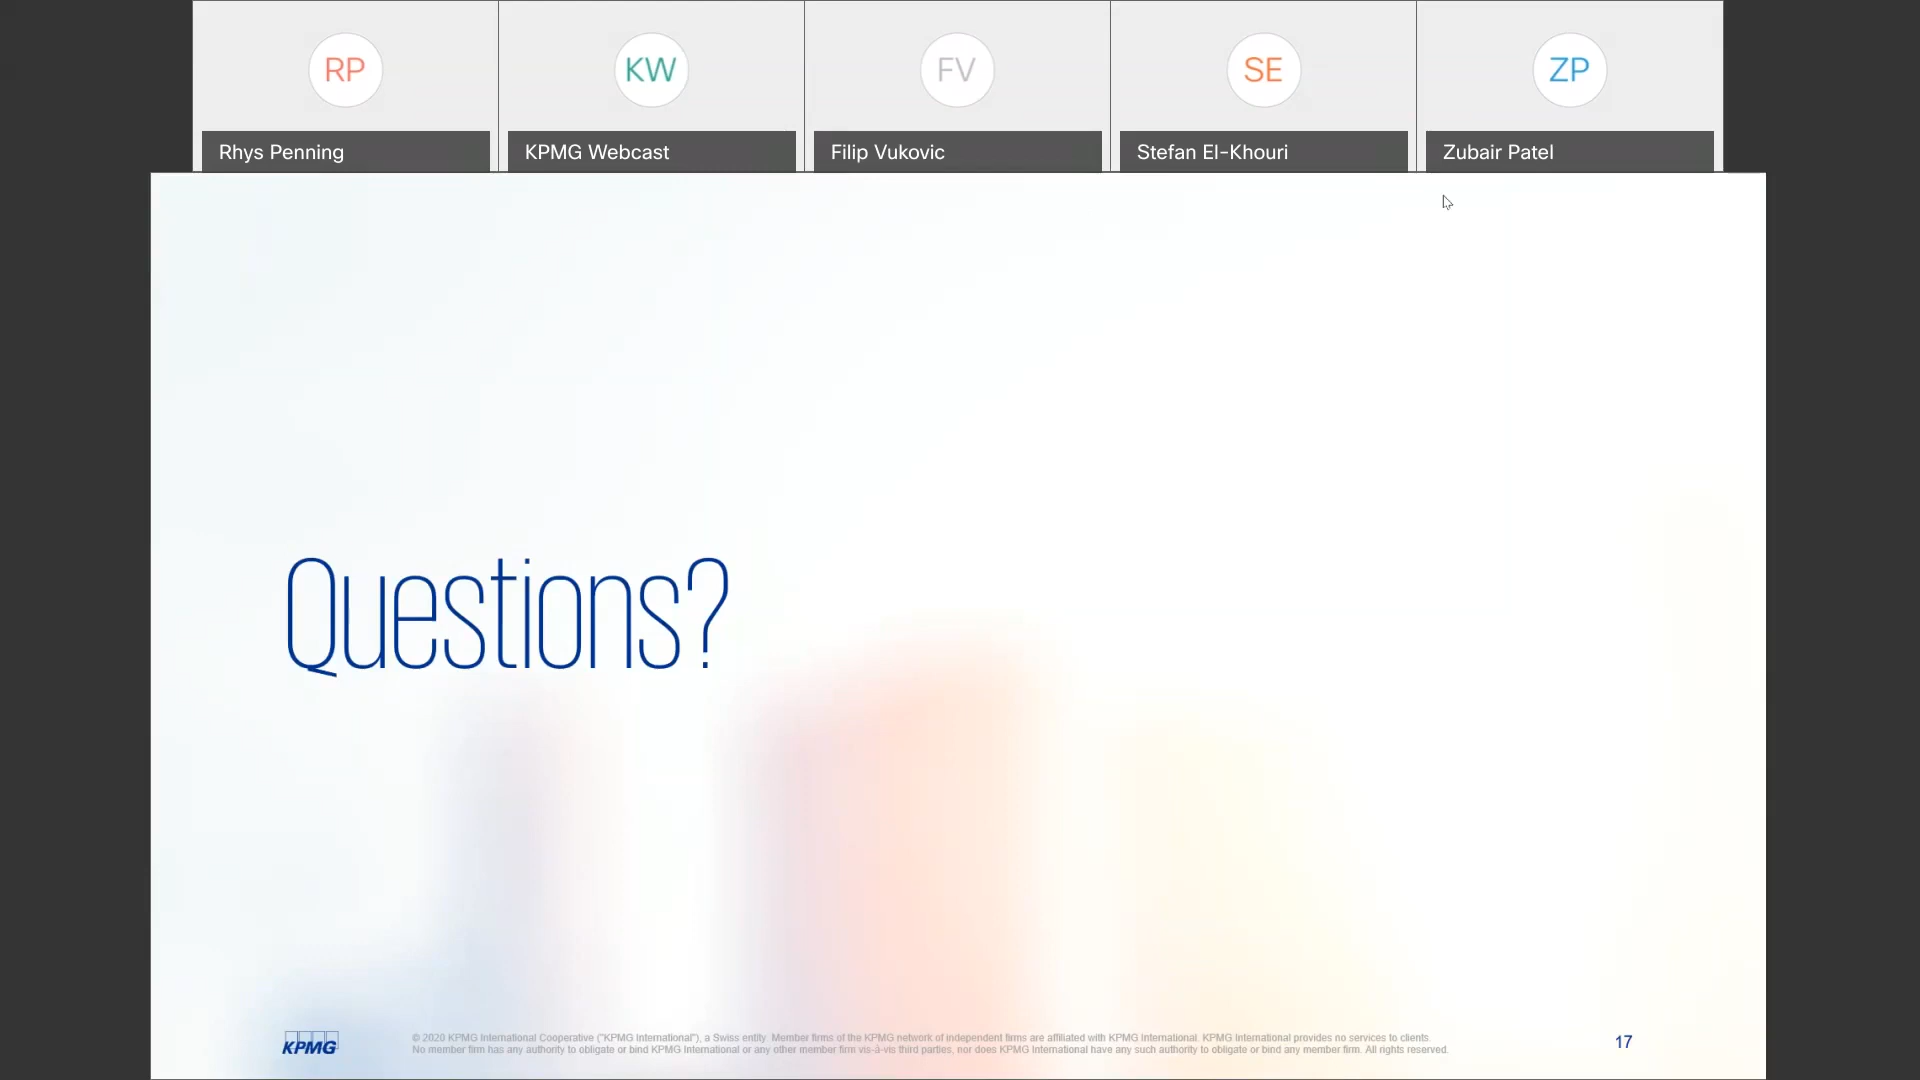 RP
KW
FV
SE
ZP
Rhys Penning
KPMG Webcast
Filip Vukovic
Stefan El-Khouri
Zubair Patel
Questions?
KPMG
© 2020 KPMG International Cooperative ("KPMG International"), a Swiss entity. Member firms of the KPMG network of independent firms are affiliated with KPMG International. KPMG International provides no services to clients.
No member firm has any authority to obligate or bind KPMG International or any other member firm vis-à-vis third parties, nor does KPMG International have any such authority to obligate or bind any member firm. All rights reserved.
17